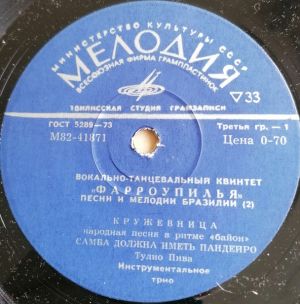 МИНИСТЕРСТВО КУЛЬТУРЫ СССР
МЕЛОДИЯ
ВСЕСОЮЗНАЯ ФИРМА ГРАМПЛАСТИНОК
ТБИЛИССКАЯ СТУДИЯ ГРАМЗАПИСИ
▽33
ГОСТ 5289—73
Третья гр.—1
М82-41871
Цена 0-70
ВОКАЛЬНО-ТАНЦЕВАЛЬНЫЙ КВИНТЕТ
«ФАРРОУПИЛЬЯ»
ПЕСНИ И МЕЛОДИИ БРАЗИЛИИ (2)
КРУЖЕВНИЦА
народная песня в ритме «байон»
САМБА ДОЛЖНА ИМЕТЬ ПАНДЕЙРО
Тулио Пива
Инструментальное
трио